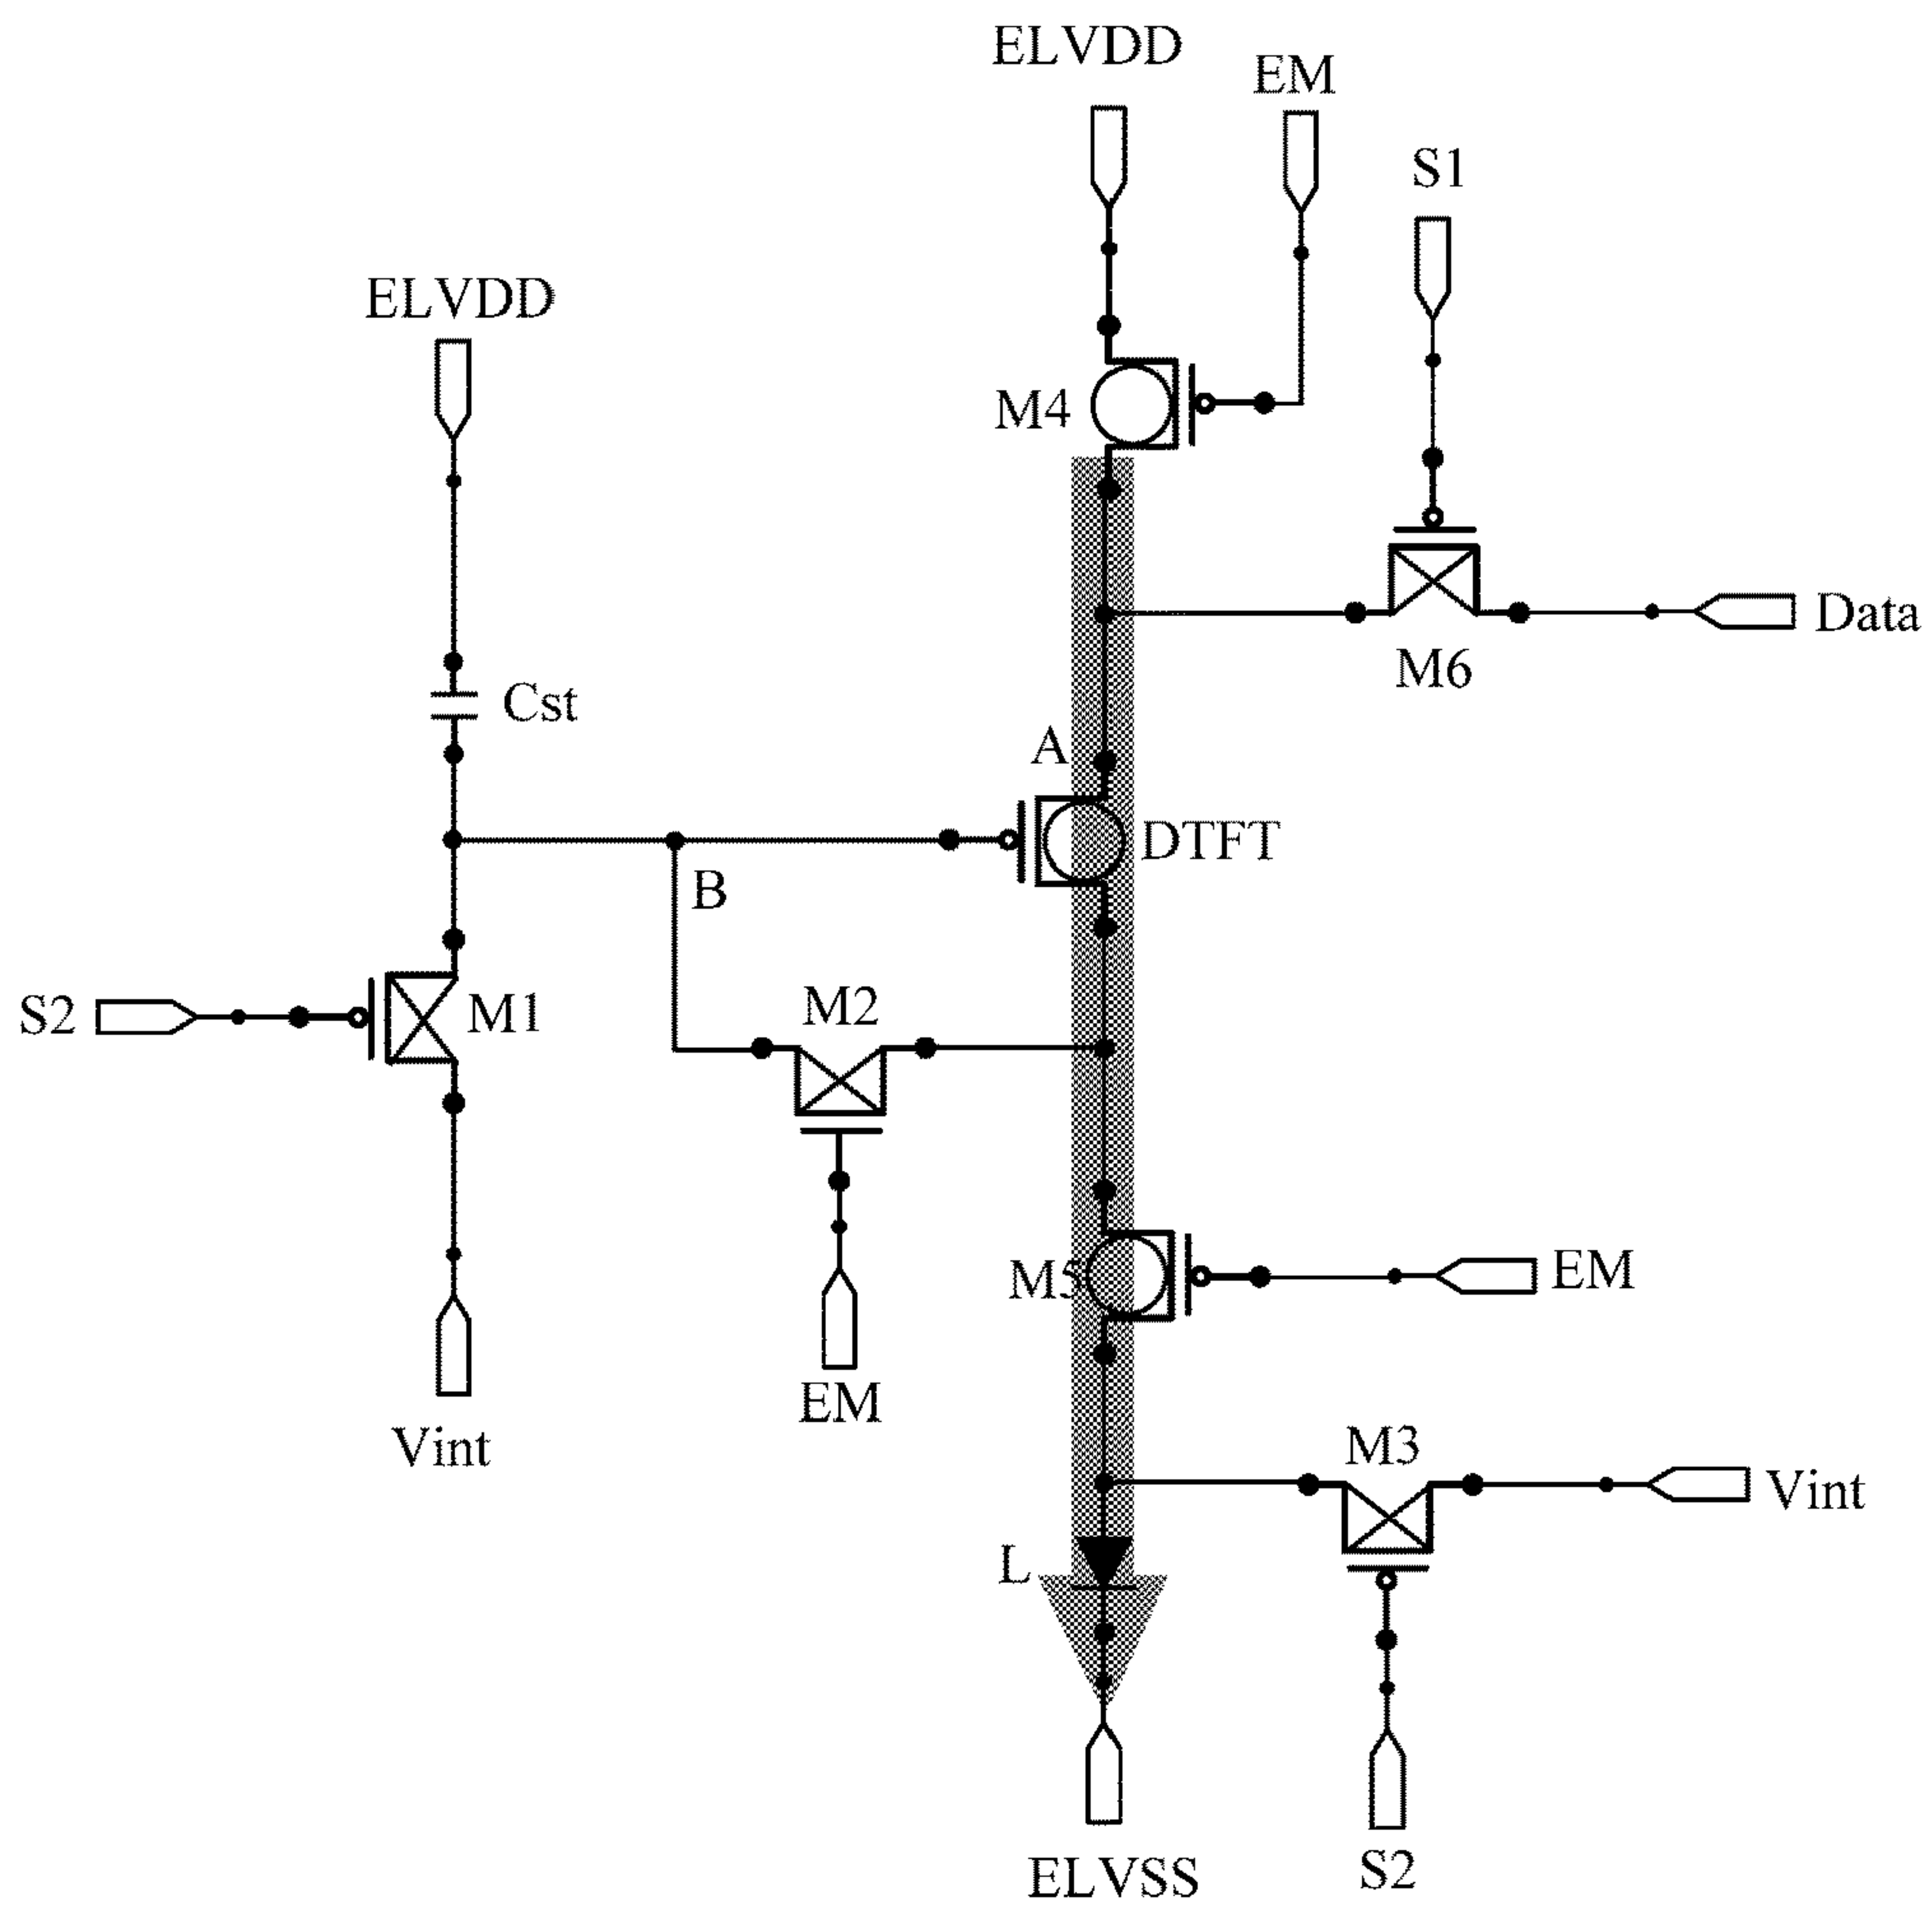 ELVDD
EM
S1
ELVDD
M4
Data
M6
Cst
A
DTFT
B
S2
M1
M2
M5
EM
EM
Vint
M3
Vint
L
ELVSS
S2